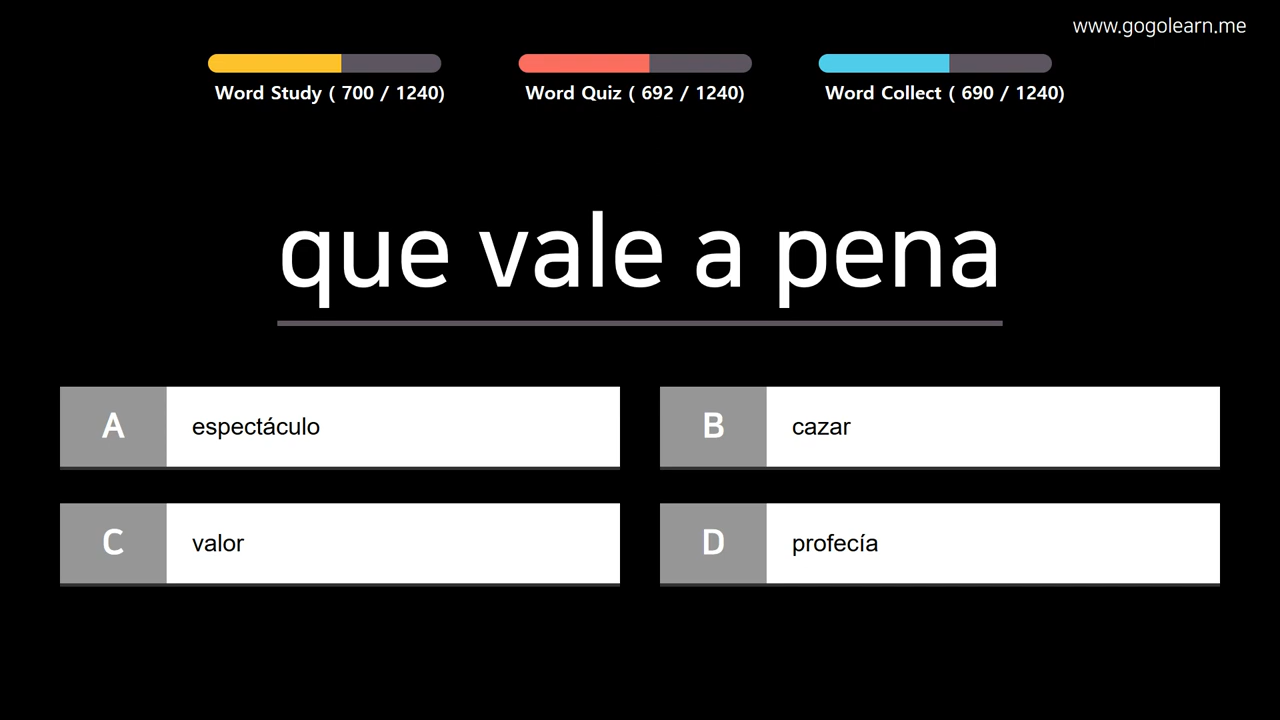 www.gogolearn.me
Word Study ( 700 / 1240)
Word Quiz ( 692 / 1240)
Word Collect ( 690 / 1240)
que vale a pena
A espectáculo
B cazar
C valor
D profecía